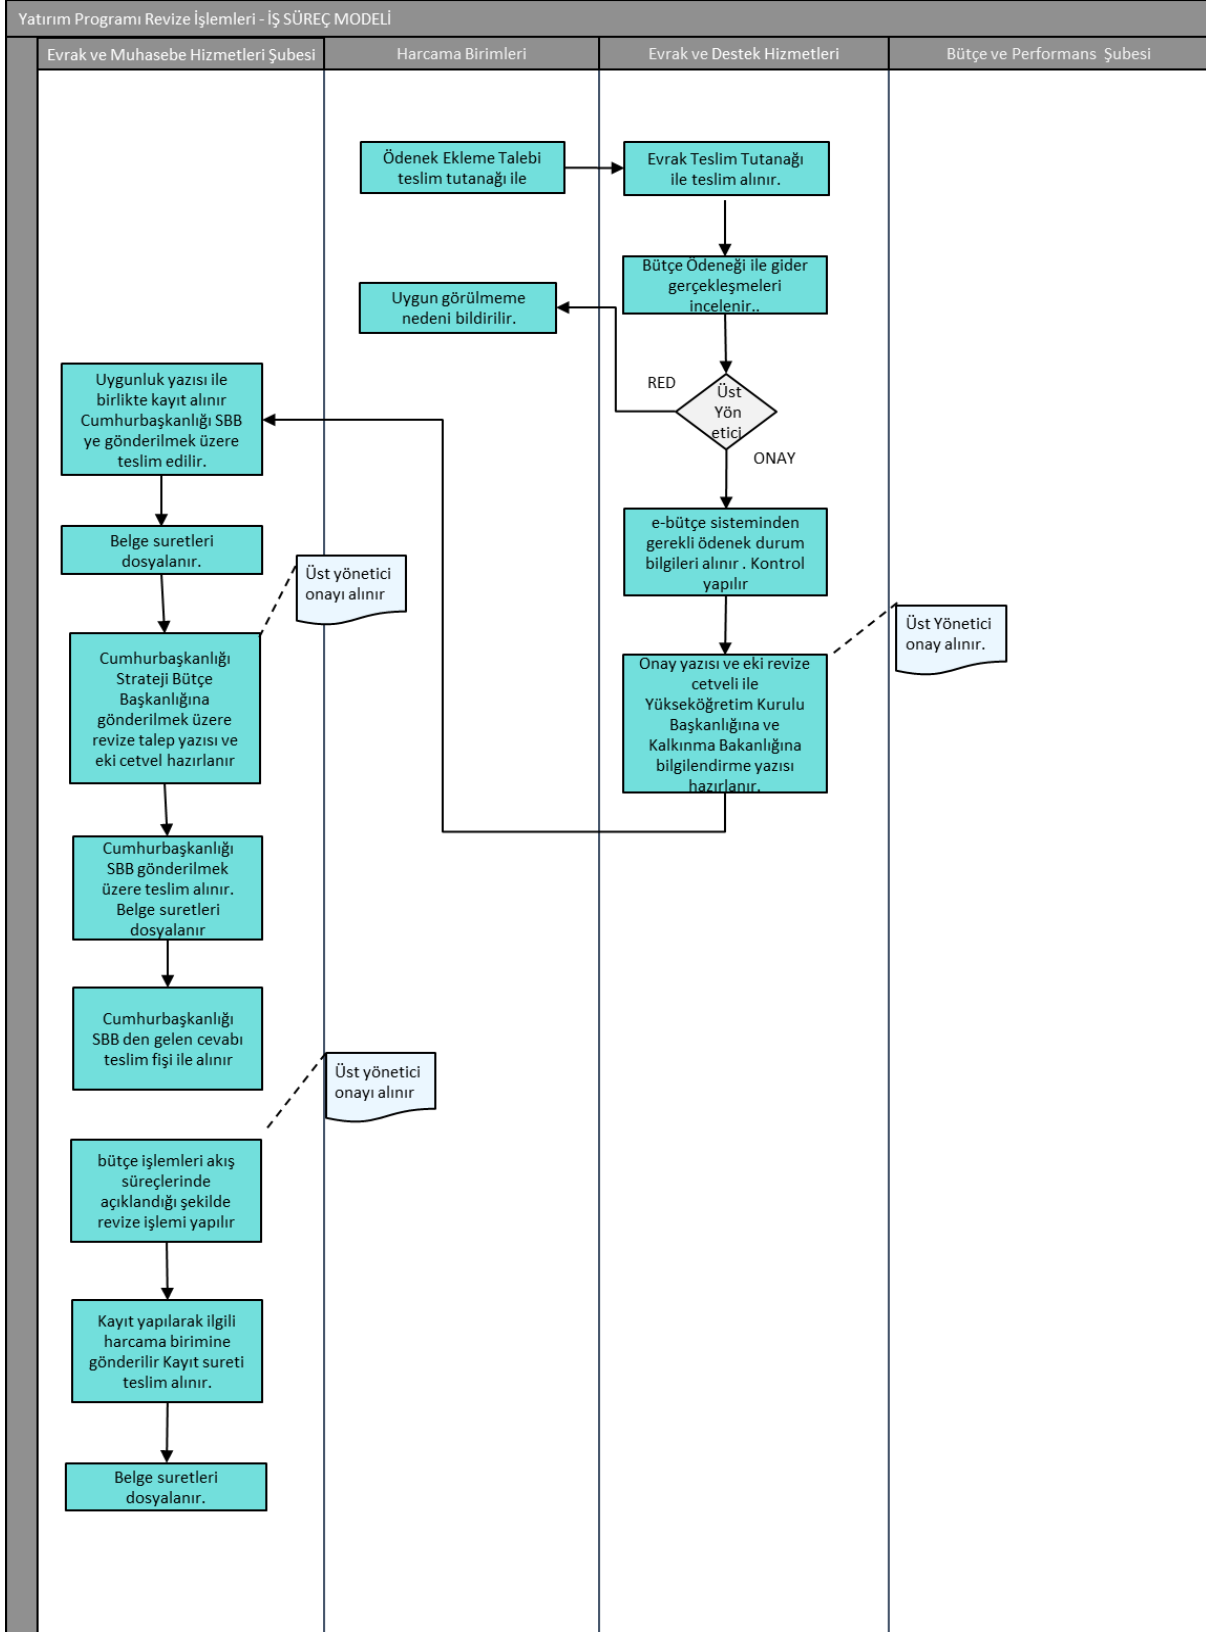 Yatırım Programı Revize İşlemleri - İŞ SÜREÇ MODELİ
Evrak ve Muhasebe Hizmetleri Şubesi
Harcama Birimleri
Evrak ve Destek Hizmetleri
Bütçe ve Performans Şubesi
Ödenek Ekleme Talebi
teslim tutanağı ile
Evrak Teslim Tutanağı
ile teslim alınır.
Bütçe Ödeneği ile gider
gerçekleşmeleri
incelenir..
Uygun görülmeme
nedeni bildirilir.
RED
Üst
Yön
etici
ONAY
Uygunluk yazısı ile
birlikte kayıt alınır
Cumhurbaşkanlığı SBB
ye gönderilmek üzere
teslim edilir.
e-bütçe sisteminden
gerekli ödenek durum
bilgileri alınır . Kontrol
yapılır
Belge suretleri
dosyalanır.
Üst yönetici
onayı alınır
Üst Yönetici
onay alınır.
Cumhurbaşkanlığı
Strateji Bütçe
Başkanlığına
gönderilmek üzere
revize talep yazısı ve
eki cetvel hazırlanır
Onay yazısı ve eki revize
cetveli ile
Yükseköğretim Kurulu
Başkanlığına ve
Kalkınma Bakanlığına
bilgilendirme yazısı
hazırlanır.
Cumhurbaşkanlığı
SBB gönderilmek
üzere teslim alınır.
Belge suretleri
dosyalanır
Cumhurbaşkanlığı
SBB den gelen cevabı
teslim fişi ile alınır
Üst yönetici
onayı alınır
bütçe işlemleri akış
süreçlerinde
açıklandığı şekilde
revize işlemi yapılır
Kayıt yapılarak ilgili
harcama birimine
gönderilir Kayıt sureti
teslim alınır.
Belge suretleri
dosyalanır.